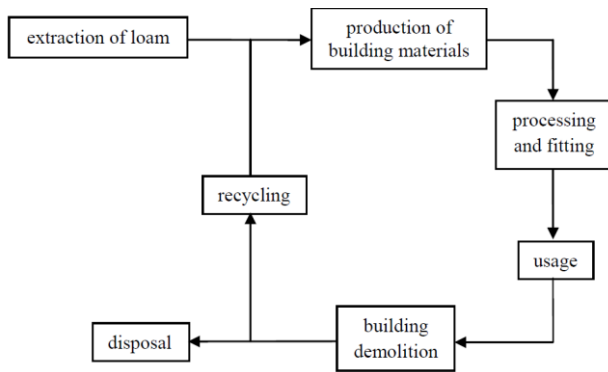 extraction of loam
production of
building materials
processing
and fitting
recycling
usage
building
demolition
disposal